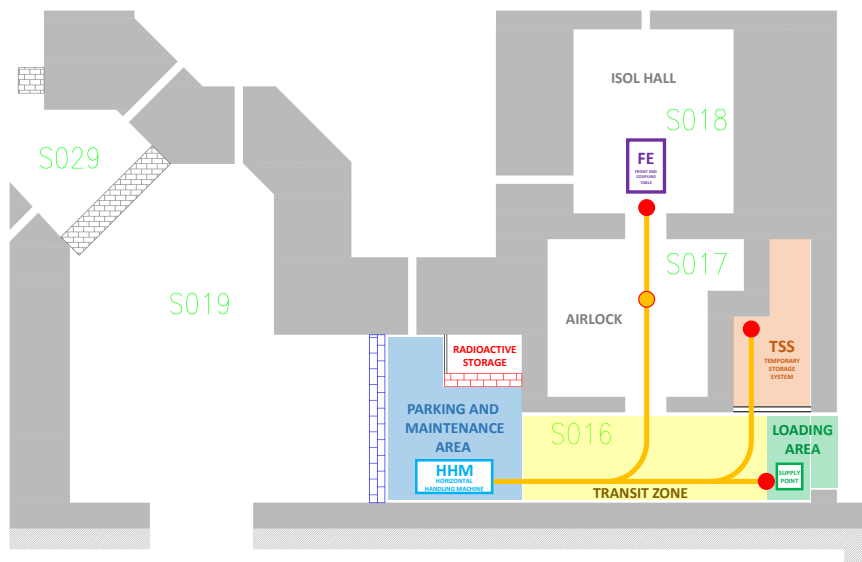 ISOL HALL
S018
FE
FRONT END
COUPLING
TABLE
S029
S017
S019
AIRLOCK
RADIOACTIVE
STORAGE
TSS
TEMPORARY
STORAGE
SYSTEM
PARKING AND
MAINTENANCE
AREA
S016
LOADING
AREA
HHM
HORIZONTAL
HANDLING MACHINE
SUPPLY
POINT
TRANSIT ZONE